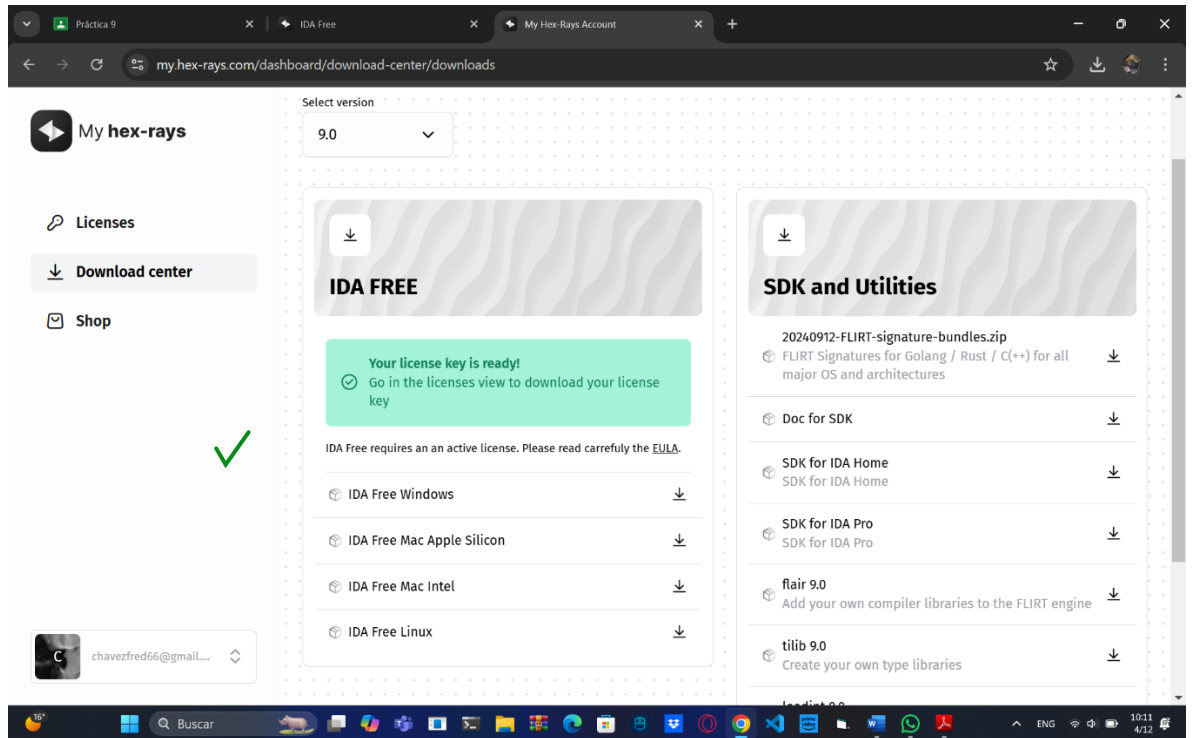 Práctica 9
IDA Free
My Hex-Rays Account
my.hex-rays.com/dashboard/download-center/downloads
My hex-rays
Licenses
Download center
Shop
C
chavezfred66@gmail....
Select version
9.0
IDA FREE
Your license key is ready!
Go in the licenses view to download your license
key
IDA Free requires an an active license. Please read carrefuly the EULA.
IDA Free Windows
IDA Free Mac Apple Silicon
IDA Free Mac Intel
IDA Free Linux
SDK and Utilities
20240912-FLIRT-signature-bundles.zip
FLIRT Signatures for Golang / Rust / C(++) for all
major OS and architectures
Doc for SDK
SDK for IDA Home
SDK for IDA Home
SDK for IDA Pro
SDK for IDA Pro
flair 9.0
Add your own compiler libraries to the FLIRT engine
tilib 9.0
Create your own type libraries
16°
Buscar
ENG
10:11
4/12